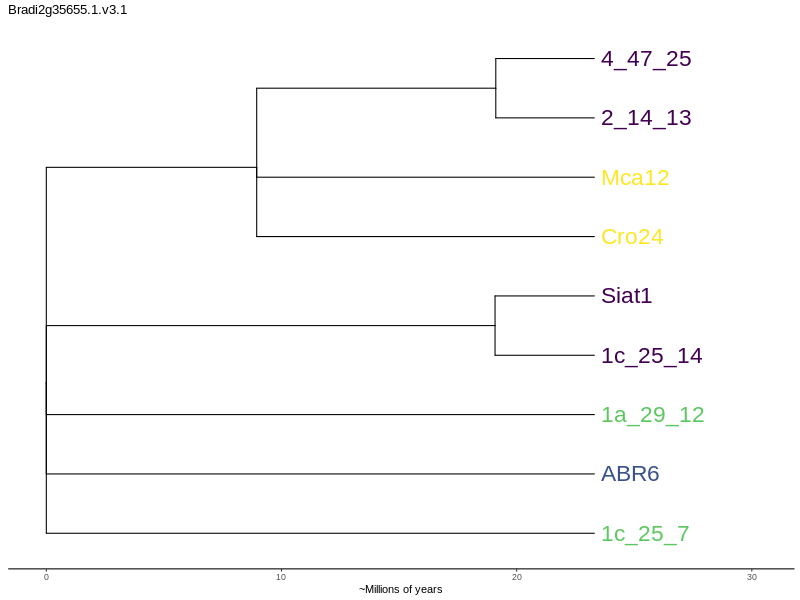 Bradi2g35655.1.v3.1
4_47_25
2_14_13
Mca12
Cro24
Siat1
1c_25_14
1a_29_12
ABR6
1c_25_7
0 10 20 30
~Millions of years